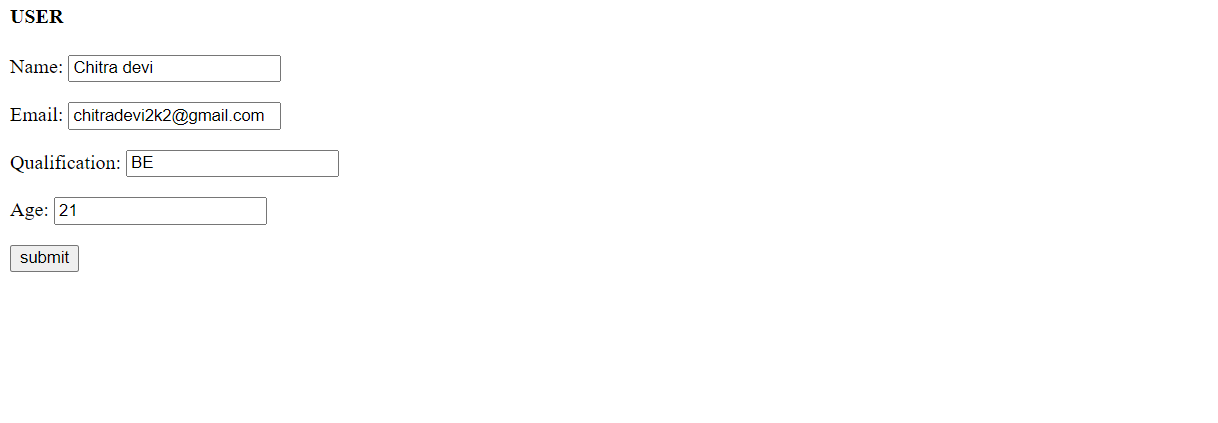 USER
Name: Chitra devi
Email: chitradevi2k2@gmail.com
Qualification: BE
Age: 21
submit